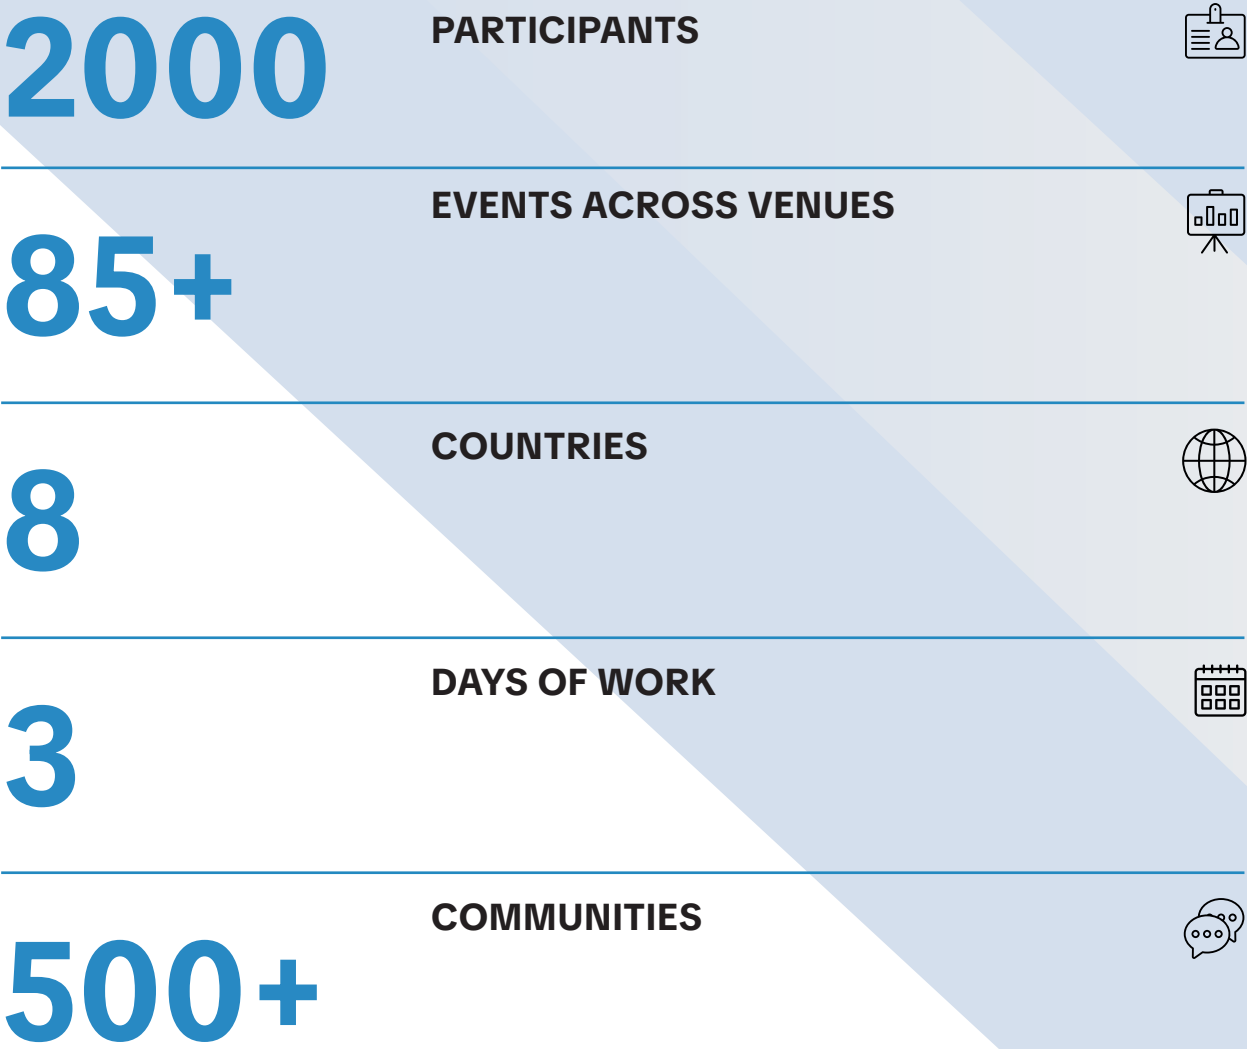 2000
PARTICIPANTS
85+
EVENTS ACROSS VENUES
8
COUNTRIES
3
DAYS OF WORK
500+
COMMUNITIES